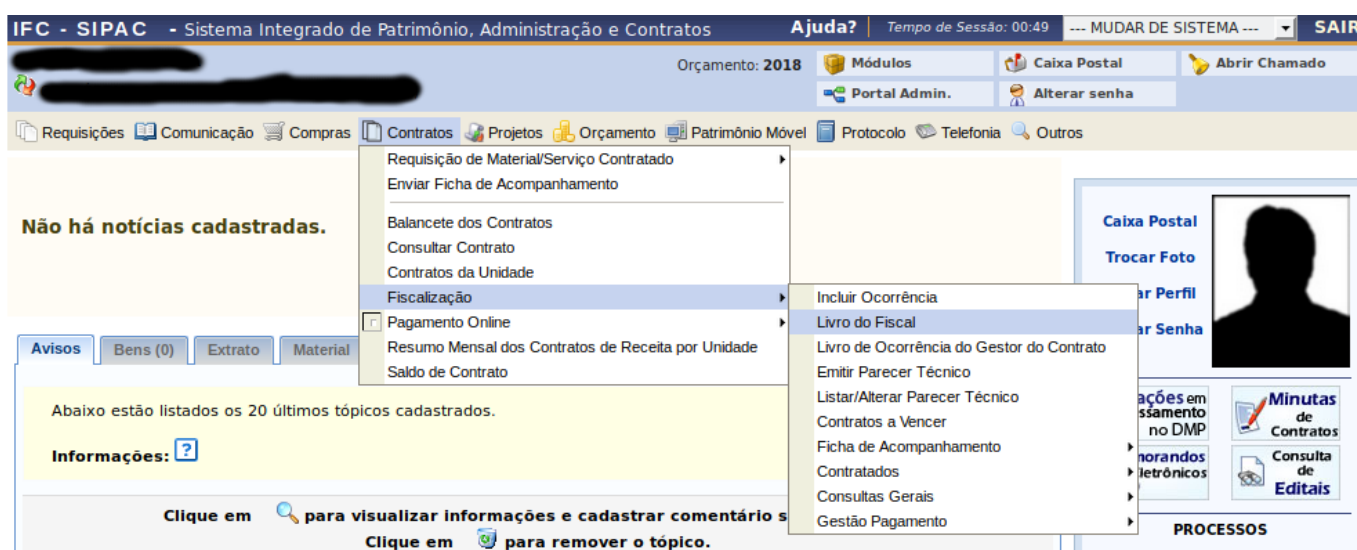 IFC - SIPAC - Sistema Integrado de Patrimônio, Administração e Contratos Ajuda? Tempo de Sessão: 00:49 --- MUDAR DE SISTEMA --- SAIR
Orçamento: 2018 Módulos Caixa Postal Abrir Chamado
Portal Admin. Alterar senha
Requisições Comunicação Compras Contratos Projetos Orçamento Patrimônio Móvel Protocolo Telefonia Outros
Requisição de Material/Serviço Contratado
Enviar Ficha de Acompanhamento
Balancete dos Contratos
Consultar Contrato
Contratos da Unidade
Fiscalização
Pagamento Online
Resumo Mensal dos Contratos de Receita por Unidade
Saldo de Contrato
Incluir Ocorrência
Livro do Fiscal
Livro de Ocorrência do Gestor do Contrato
Emitir Parecer Técnico
Listar/Alterar Parecer Técnico
Contratos a Vencer
Ficha de Acompanhamento
Contratados
Consultas Gerais
Gestão Pagamento
Não há notícias cadastradas.
Caixa Postal
Trocar Foto
Perfil
Senha
Avisos Bens (0) Extrato Material
Abaixo estão listados os 20 últimos tópicos cadastrados.
Informações: ?
Clique em para visualizar informações e cadastrar comentário s
Clique em para remover o tópico.
em
no DMP
Minutas
de
Contratos
Consulta
de
Editais
PROCESSOS